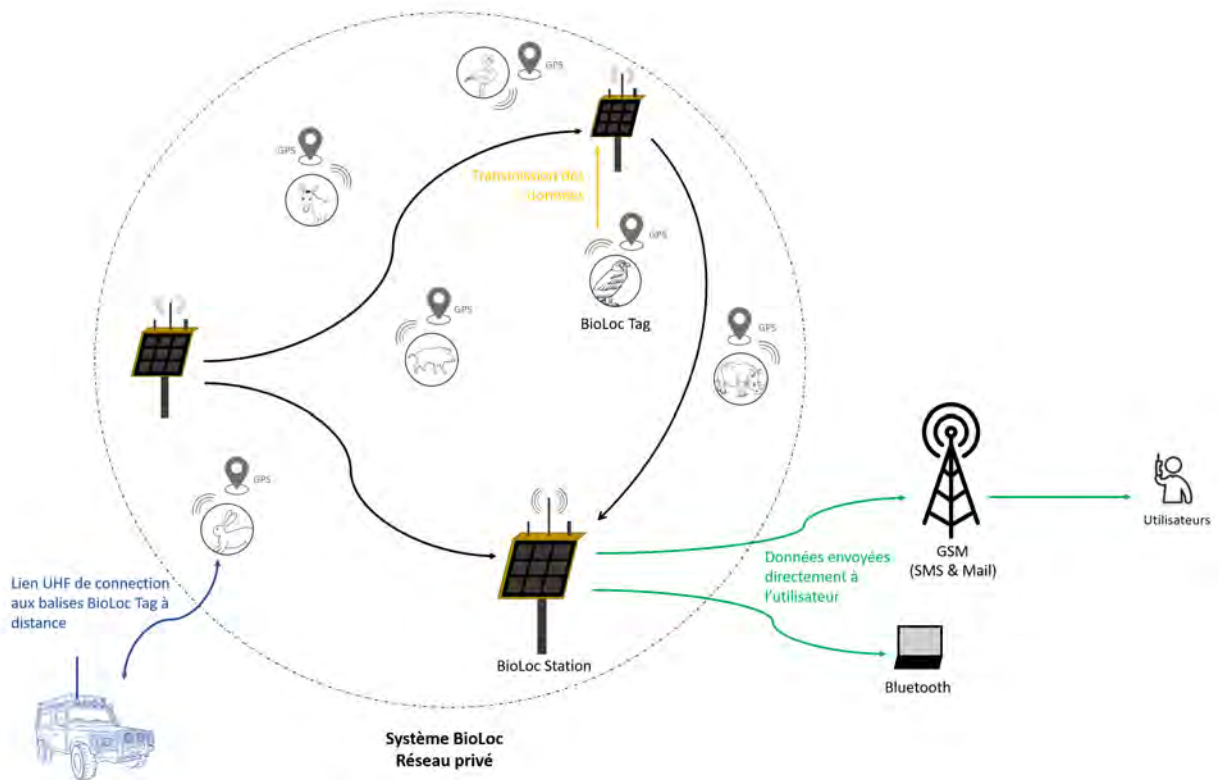 GPS
GPS
Transmission des
données
GPS
BioLoc Tag
GPS
GPS
GPS
Lien UHF de connection
aux balises BioLoc Tag à
distance
BioLoc Station
Données envoyées
directement à
l'utilisateur
GSM
(SMS & Mail)
Utilisateurs
Bluetooth
Système BioLoc
Réseau privé